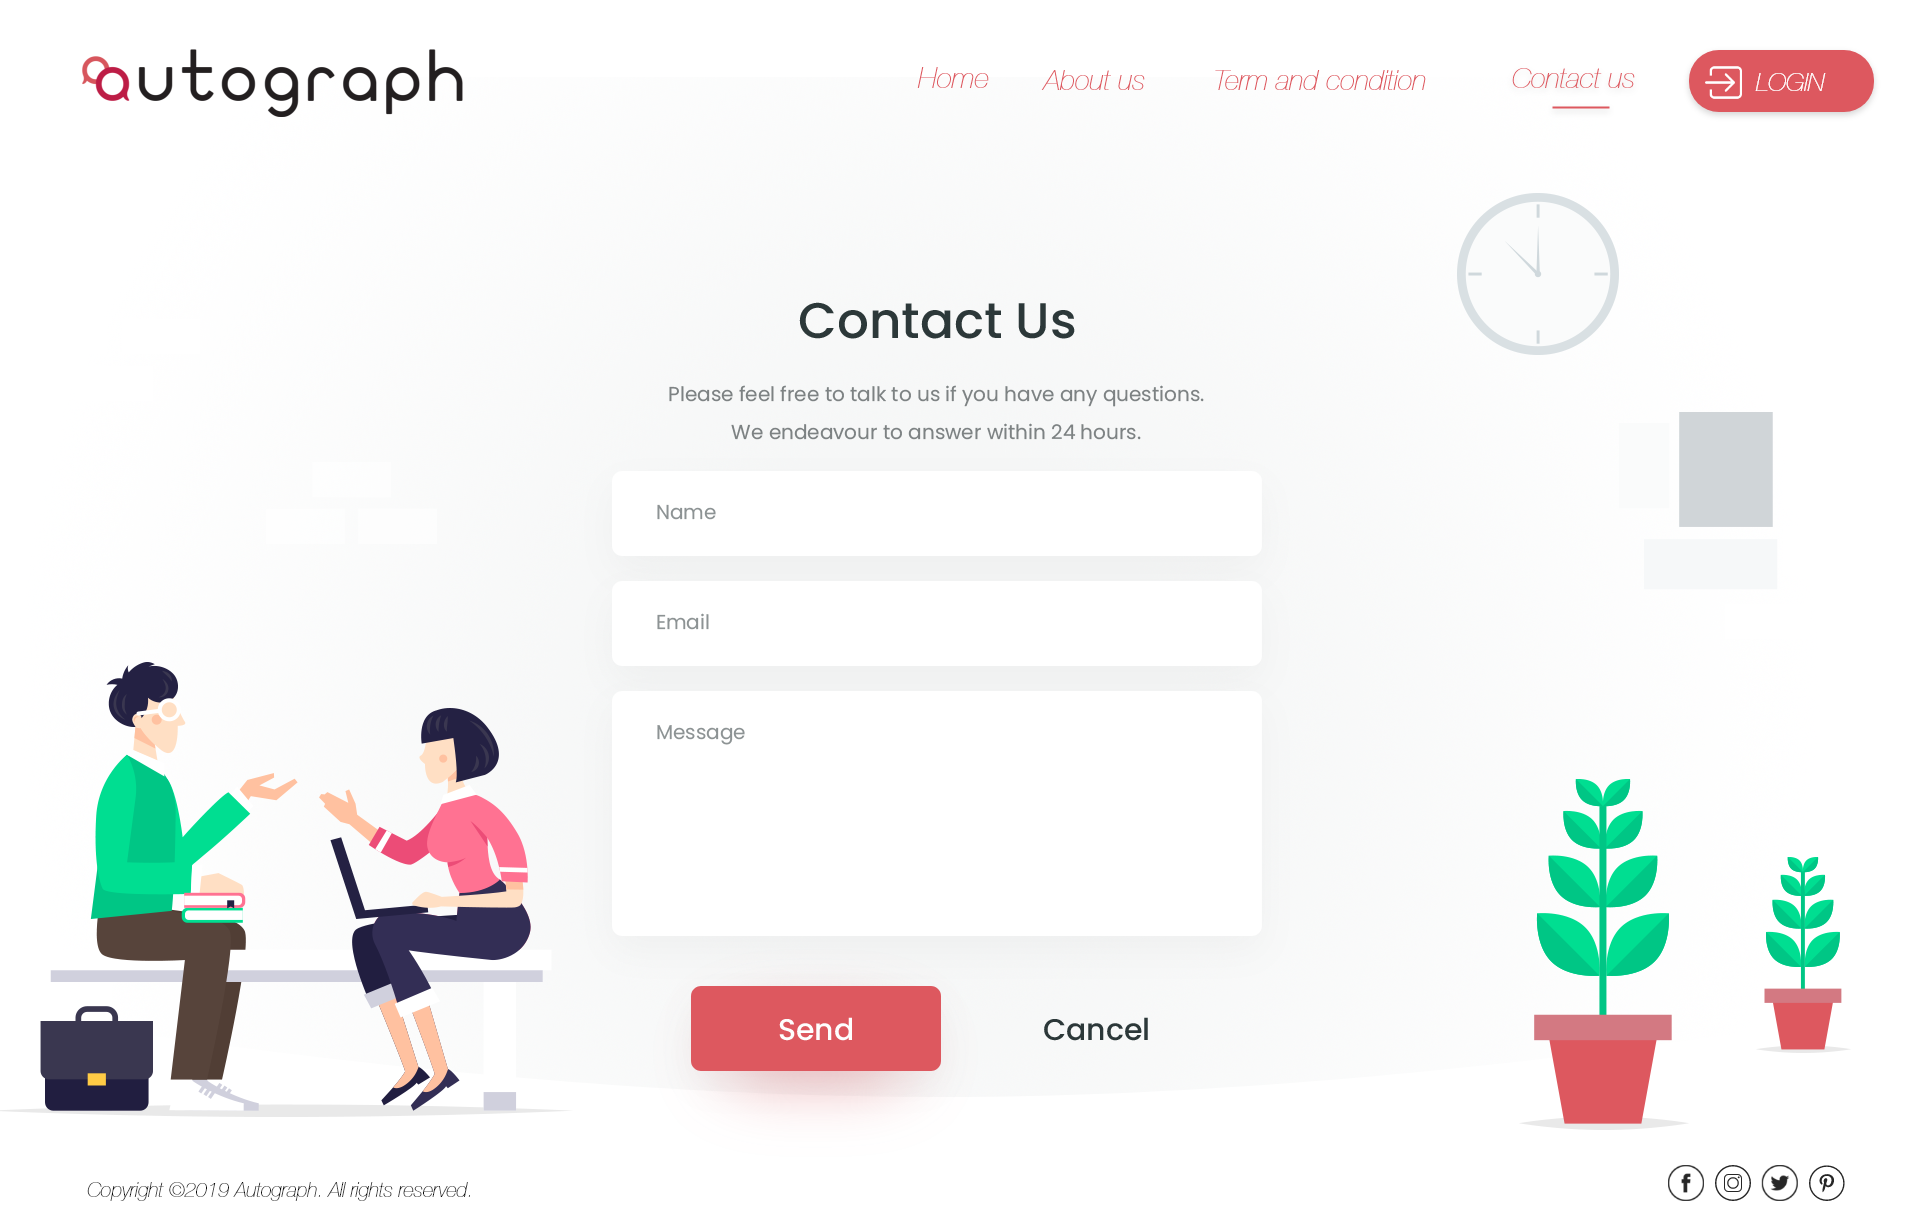 autograph
Home
About us
Term and condition
Contact us
LOGIN
Contact Us
Please feel free to talk to us if you have any questions.
We endeavour to answer within 24 hours.
Name
Email
Message
Send
Cancel
Copyright ©2019 Autograph. All rights reserved.